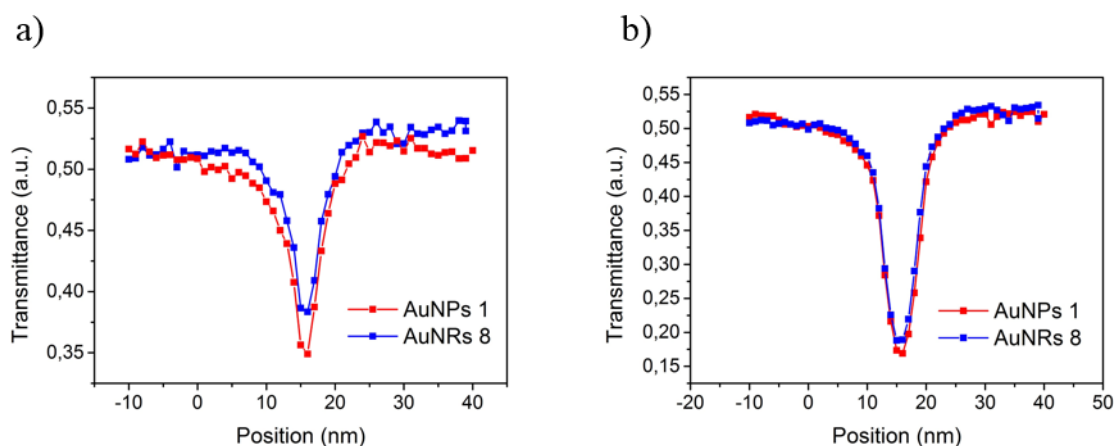 a)
0,55
0,50
0,45
0,40
0,35
Transmittance (a.u.)
AuNPs 1
AuNRs 8
-10 0 10 20 30 40
Position (nm)
b)
0,55
0,50
0,45
0,40
0,35
0,30
0,25
0,20
0,15
Transmittance (a.u.)
AuNPs 1
AuNRs 8
-20 -10 0 10 20 30 40 50
Position (nm)